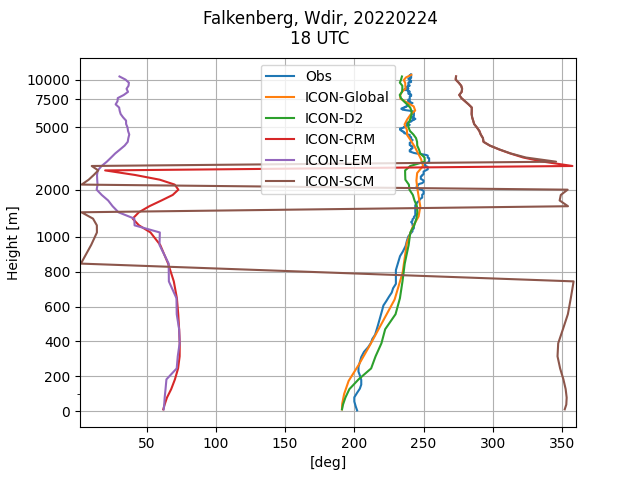 Falkenberg, Wdir, 20220224
18 UTC
Obs
ICON-Global
ICON-D2
ICON-CRM
ICON-LEM
ICON-SCM
Height [m]
10000
7500
5000
2000
1000
800
600
400
200
0
50
100
150
200
250
300
350
[deg]